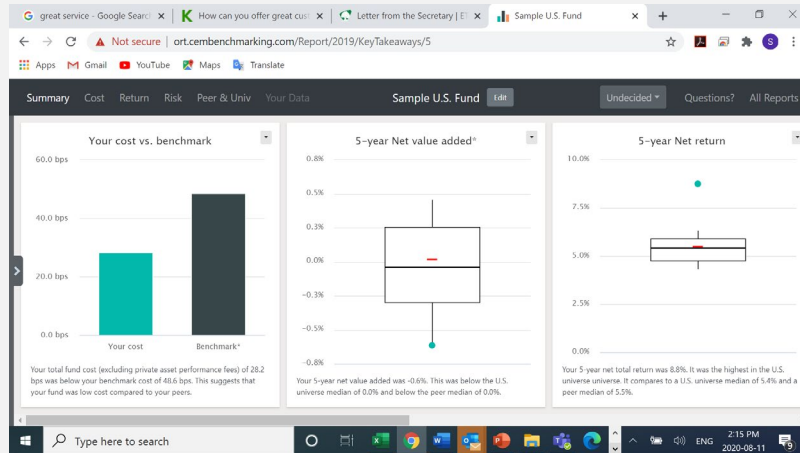 great service - Google Searc
How can you offer great cus
Letter from the Secretary | E
Sample U.S. Fund
Not secure | ort.cembenchmarking.com/Report/2019/KeyTakeaways/5
S
Apps Gmail YouTube Maps Translate
Summary Cost Return Risk Peer & Univ Your Data Sample U.S. Fund Edit Undecided Questions? All Reports
Your cost vs. benchmark
60.0 bps
40.0 bps
20.0 bps
0.0 bps
Your cost Benchmark*
Your total fund cost (excluding private asset performance fees) of 28.2
bps was below your benchmark cost of 48.6 bps. This suggests that
your fund was low cost compared to your peers.
5-year Net value added*
0.8%
0.5%
0.3%
0.0%
-0.3%
-0.5%
-0.8%
Your 5-year net value added was -0.6%. This was below the U.S.
universe median of 0.0% and below the peer median of 0.0%.
5-year Net return
10.0%
7.5%
5.0%
2.5%
0.0%
Your 5-year net total return was 8.8%. It was the highest in the U.S.
universe universe. It compares to a U.S. universe median of 5.4% and a
peer median of 5.5%.
Type here to search
ENG
2:15 PM
2020-08-11